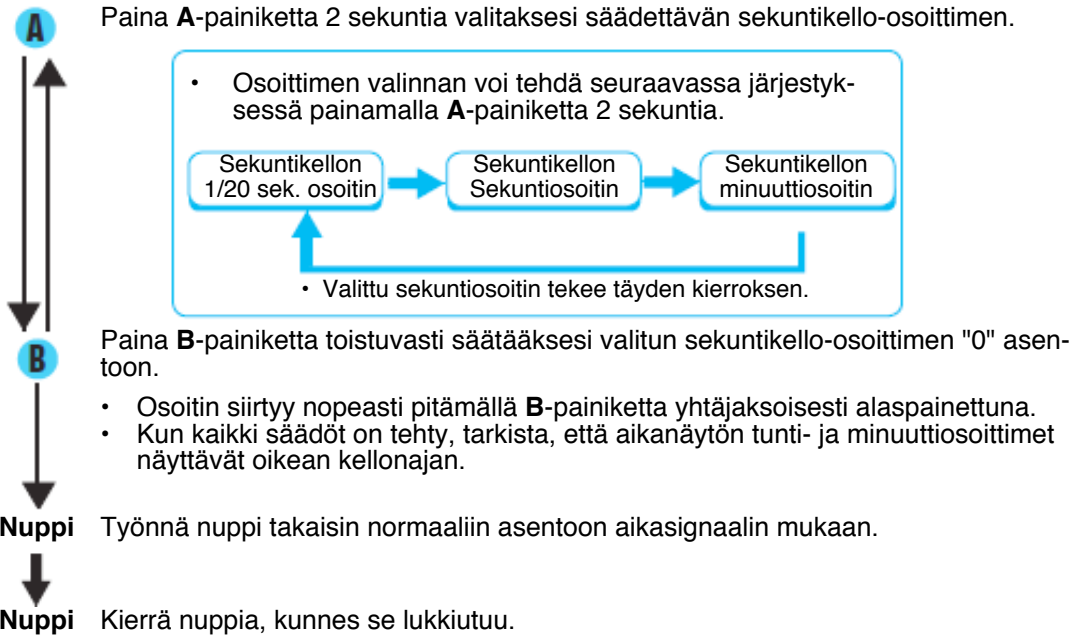 A
Paina A-painiketta 2 sekuntia valitaksesi säädettävän sekuntikello-osoittimen.
• Osoittimen valinnan voi tehdä seuraavassa järjestyk-
sessä painamalla A-painiketta 2 sekuntia.
Sekuntikellon
1/20 sek. osoitin
Sekuntikellon
Sekuntiosoitin
Sekuntikellon
minuuttiosoitin
• Valittu sekuntiosoitin tekee täyden kierroksen.
B
Paina B-painiketta toistuvasti säätääksesi valitun sekuntikello-osoittimen "0" asen-
toon.
• Osoitin siirtyy nopeasti pitämällä B-painiketta yhtäjaksoisesti alaspainettuna.
• Kun kaikki säädöt on tehty, tarkista, että aikanäytön tunti- ja minuuttiosoittimet
näyttävät oikean kellonajan.
Nuppi Työnnä nuppi takaisin normaaliin asentoon aikasignaalin mukaan.
Nuppi Kierrä nuppia, kunnes se lukkiutuu.